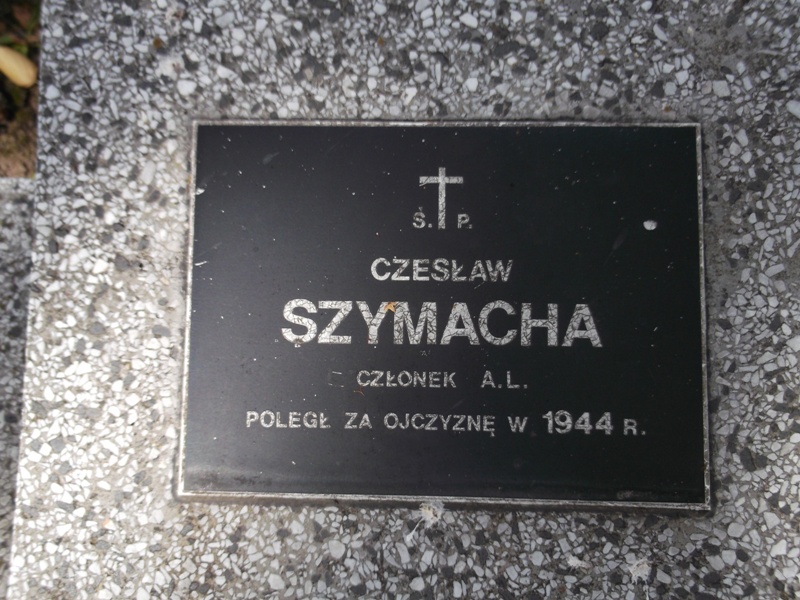 Ś. P.
CZESŁAW
SZYMACHA
CZŁONEK A.L.
POLEGŁ ZA OJCZYZNĘ W 1944 R.